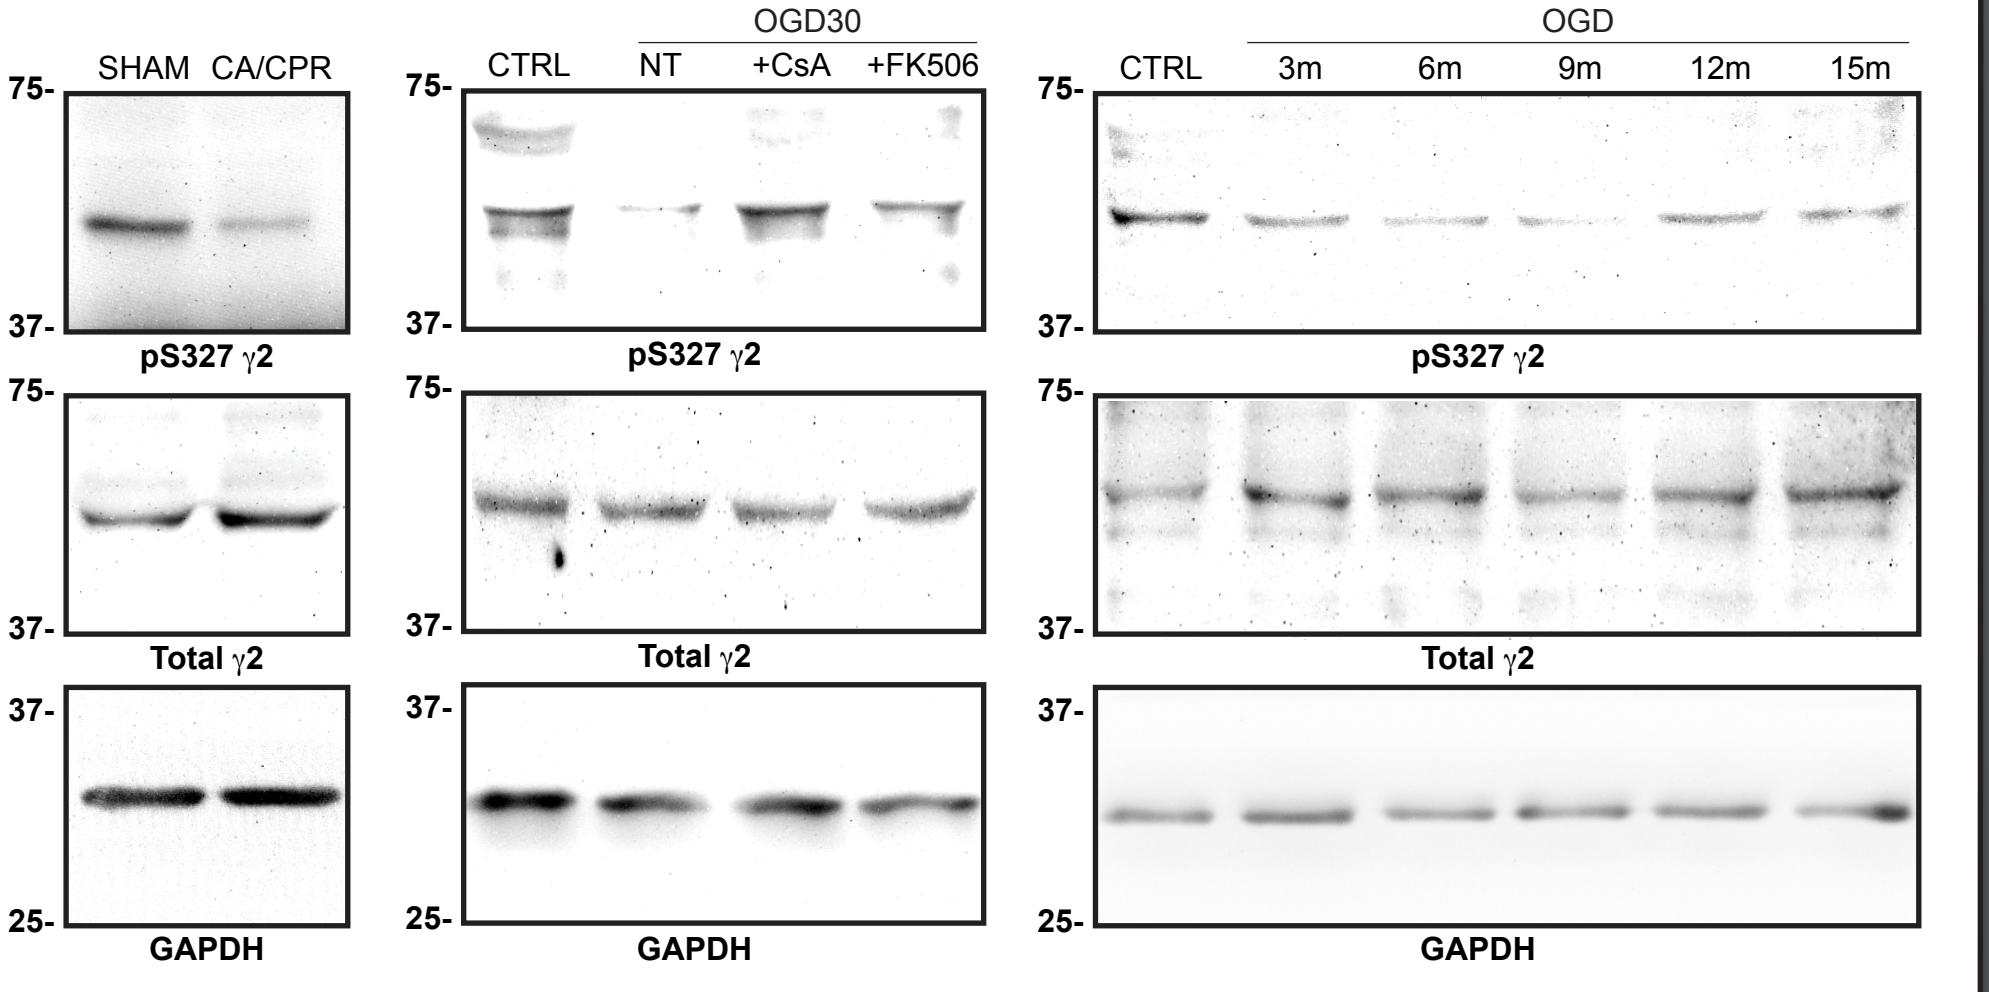 SHAM CA/CPR
75-
37-
pS327 γ2
75-
37-
Total γ2
37-
25-
GAPDH
OGD30
CTRL NT +CsA +FK506
75-
37-
pS327 γ2
75-
37-
Total γ2
37-
25-
GAPDH
OGD
CTRL 3m 6m 9m 12m 15m
75-
37-
pS327 γ2
75-
37-
Total γ2
37-
25-
GAPDH